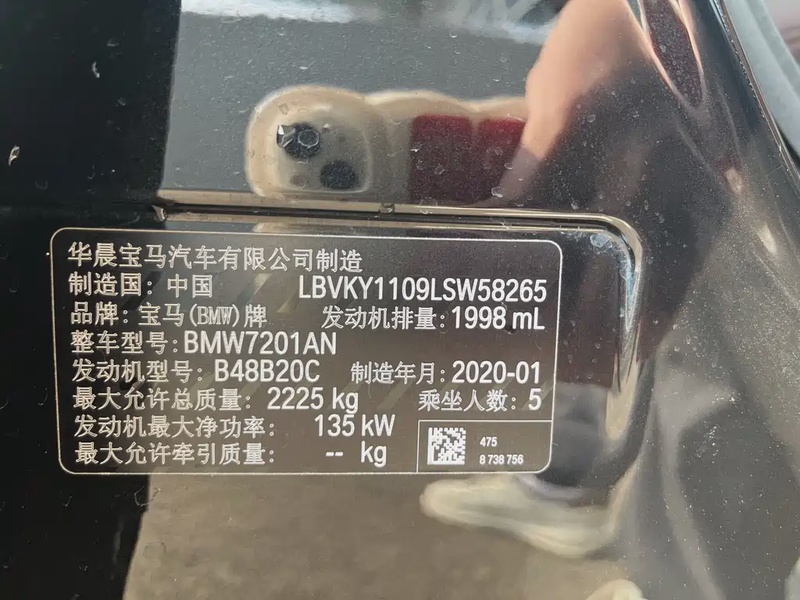 华晨宝马汽车有限公司制造
制造国：中国 LBVKY1109LSW58265
品牌：宝马(BMW)牌 发动机排量：1998 mL
整车型号：BMW7201AN
发动机型号：B48B20C 制造年月：2020-01
最大允许总质量：2225 kg 乘坐人数：5
发动机最大净功率：135 kW
最大允许牵引质量：-- kg
475
8 738 756